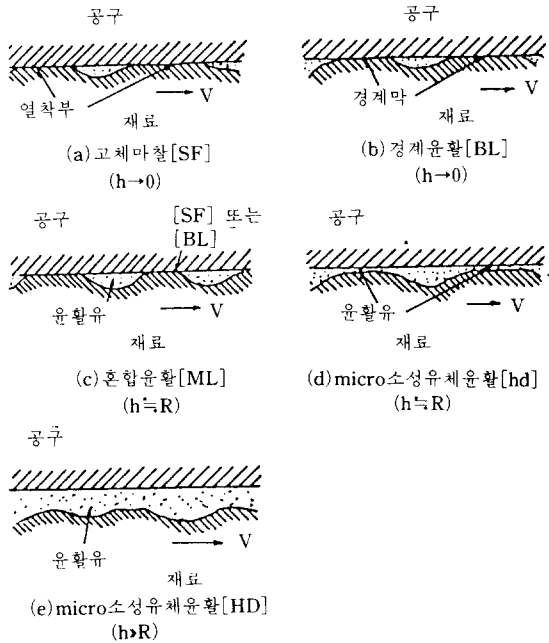 공구
열착부
V
재료
(a)고체마찰[SF]
(h→0)
공구
경계막
V
재료
(b)경계윤활[BL]
(h→0)
공구
[SF] 또는
[BL]
윤활유
V
재료
(c)혼합윤활[ML]
(h≒R)
공구
윤활유
V
재료
(d)micro소성유체윤활[hd]
(h≒R)
공구
윤활유
V
재료
(e)micro소성유체윤활[HD]
(h»R)